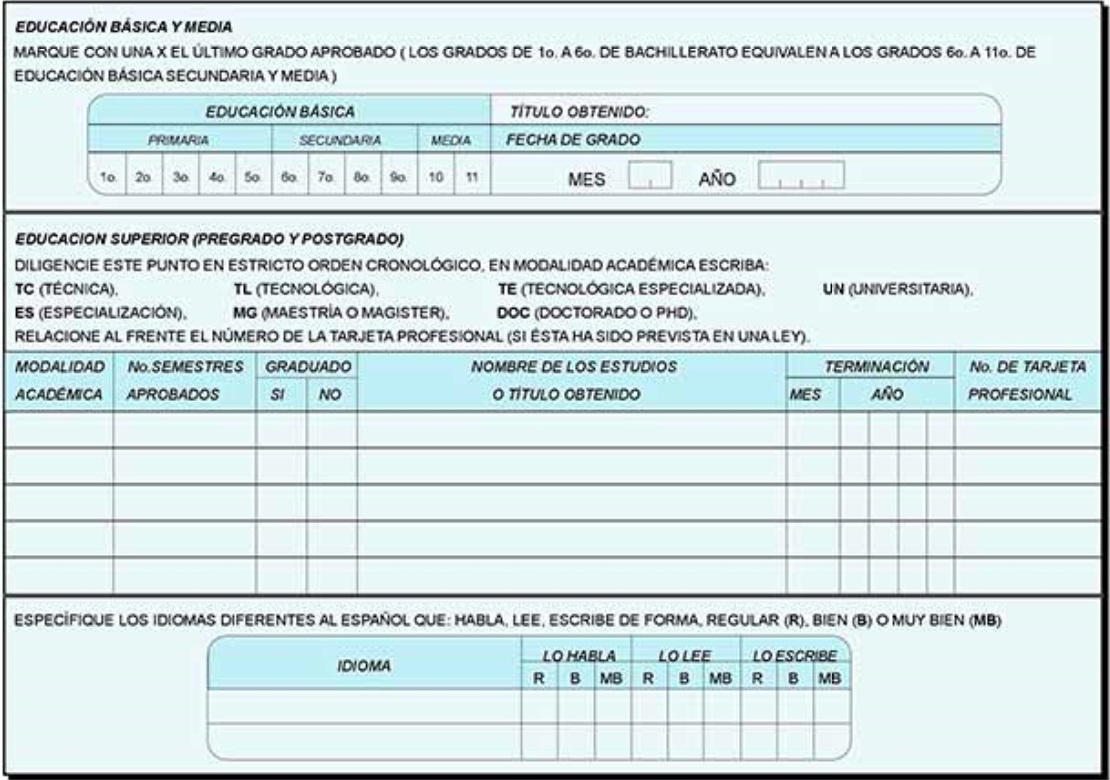 EDUCACIÓN BÁSICA Y MEDIA
MARQUE CON UNA X EL ÚLTIMO GRADO APROBADO ( LOS GRADOS DE 1o. A 6o. DE BACHILLERATO EQUIVALEN A LOS GRADOS 6o. A 11o. DE
EDUCACIÓN BÁSICA SECUNDARIA Y MEDIA )
EDUCACIÓN BÁSICA TÍTULO OBTENIDO:
PRIMARIA SECUNDARIA MEDIA FECHA DE GRADO
1o. 2o. 3o. 4o. 5o. 6o. 7o. 8o. 9o. 10 11 MES AÑO
EDUCACION SUPERIOR (PREGRADO Y POSTGRADO)
DILIGENCIE ESTE PUNTO EN ESTRICTO ORDEN CRONOLÓGICO, EN MODALIDAD ACADÉMICA ESCRIBA:
TC (TÉCNICA), TL (TECNOLÓGICA), TE (TECNOLÓGICA ESPECIALIZADA), UN (UNIVERSITARIA),
ES (ESPECIALIZACIÓN), MG (MAESTRÍA O MAGISTER), DOC (DOCTORADO O PHD),
RELACIONE AL FRENTE EL NÚMERO DE LA TARJETA PROFESIONAL (SI ÉSTA HA SIDO PREVISTA EN UNA LEY).
MODALIDAD No.SEMESTRES GRADUADO NOMBRE DE LOS ESTUDIOS TERMINACIÓN No. DE TARJETA
ACADÉMICA APROBADOS SI NO O TÍTULO OBTENIDO MES AÑO PROFESIONAL
ESPECÍFIQUE LOS IDIOMAS DIFERENTES AL ESPAÑOL QUE: HABLA, LEE, ESCRIBE DE FORMA, REGULAR (R), BIEN (B) O MUY BIEN (MB)
IDIOMA LO HABLA LO LEE LO ESCRIBE
R B MB R B MB R B MB